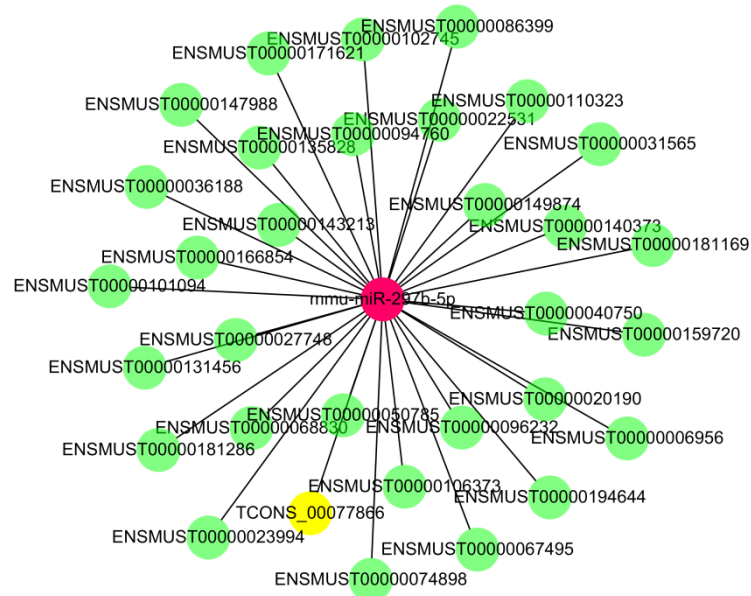 ENSMUST00000086399
ENSMUST00000102745
ENSMUST00000171621
ENSMUST00000147988
ENSMUST00000110323
ENSMUST00000022531
ENSMUST00000094760
ENSMUST00000135828
ENSMUST00000031565
ENSMUST00000036188
ENSMUST00000149874
ENSMUST00000143213
ENSMUST00000140373
ENSMUST00000181169
ENSMUST00000166854
ENSMUST00000101094
mmu-miR-297b-5p
ENSMUST00000040750
ENSMUST00000159720
ENSMUST00000027748
ENSMUST00000131456
ENSMUST00000020190
ENSMUST00000050785
ENSMUST00000068830
ENSMUST00000096232
ENSMUST00000006956
ENSMUST00000181286
ENSMUST00000106373
ENSMUST00000194644
TCONS_00077866
ENSMUST00000023994
ENSMUST00000067495
ENSMUST00000074898